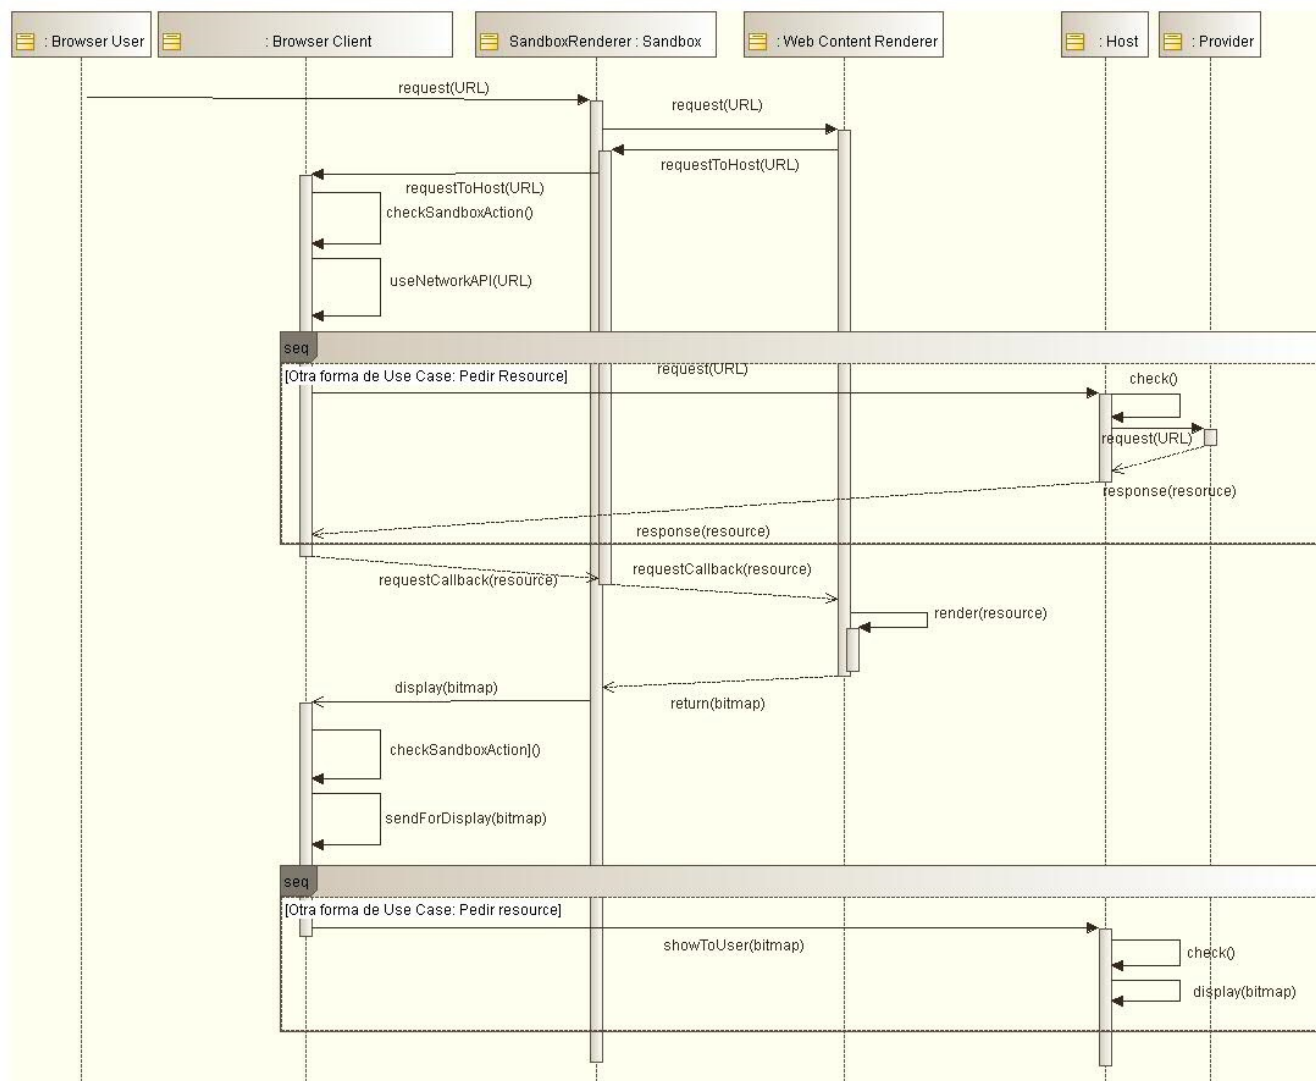 : Browser User
: Browser Client
SandboxRenderer : Sandbox
: Web Content Renderer
: Host
: Provider
request(URL)
request(URL)
requestToHost(URL)
requestToHost(URL)
checkSandboxAction()
useNetworkAPI(URL)
seq
[Otra forma de Use Case: Pedir Resource]
request(URL)
check()
request(URL)
response(resoruce)
response(resource)
requestCallback(resource)
requestCallback(resource)
render(resource)
display(bitmap)
return(bitmap)
checkSandboxAction]()
sendForDisplay(bitmap)
seq
[Otra forma de Use Case: Pedir resource]
showToUser(bitmap)
check()
display(bitmap)